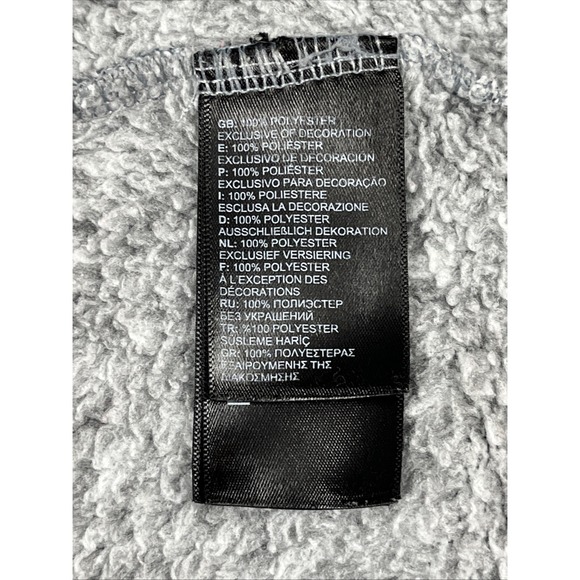 GB: 100% POLYESTER
EXCLUSIVE OF DECORATION
E: 100% POLIÉSTER
EXCLUSIVO DE DECORACION
P: 100% POLIÉSTER
EXCLUSIVO PARA DECORAÇÃO
I: 100% POLIESTERE
ESCLUSA LA DECORAZIONE
D: 100% POLYESTER
AUSSCHLIEßLICH DEKORATION
NL: 100% POLYESTER
EXCLUSIEF VERSIERING
F: 100% POLYESTER
À L'EXCEPTION DES
DÉCORATIONS
RU: 100% ПОЛИЭСТЕР
БЕЗ УКРАШЕНИЙ
TR: %100 POLYESTER
SÜSLEME HARİÇ
GR: 100% ΠΟΛΥΕΣΤΕΡΑΣ
ΕΞΑΙΡΟΥΜΕΝΗΣ ΤΗΣ
ΔΙΑΚΟΣΜΗΣΗΣ